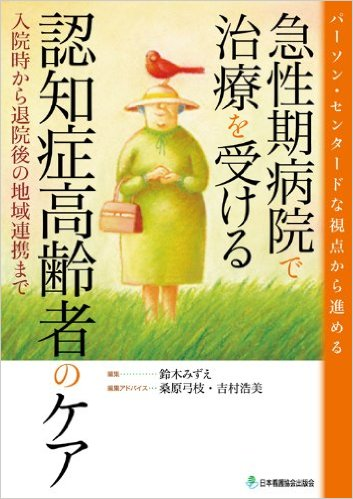 パーソン・センタードな視点から進める
急性期病院で
治療を受ける
認知症高齢者のケア
入院時から退院後の地域連携まで
編集…………鈴木みずえ
編集アドバイス…桑原弓枝・吉村浩美
日本看護協会出版会